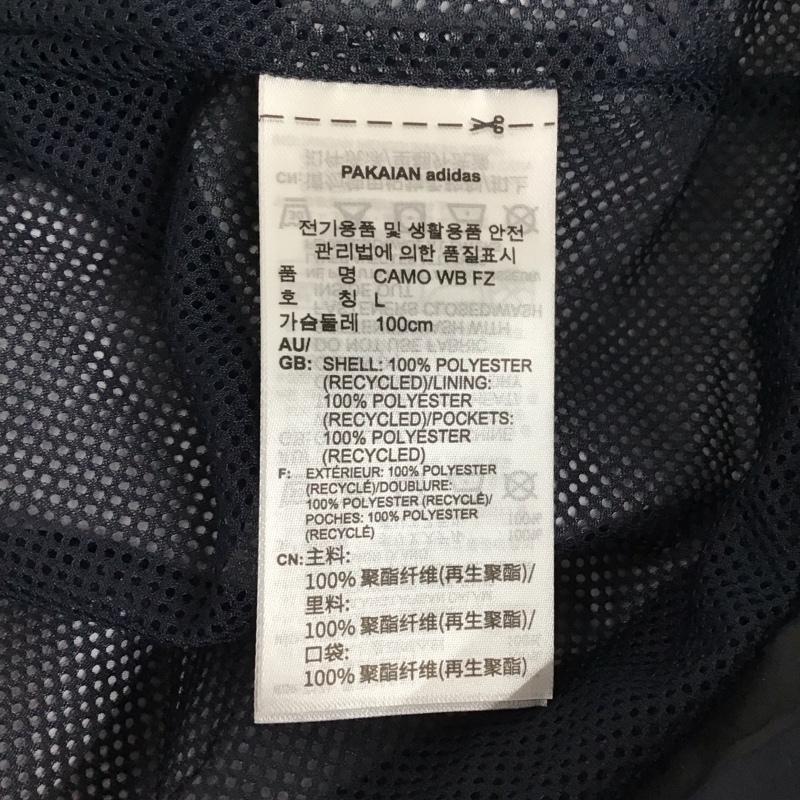 PAKAIAN adidas
전기용품 및 생활용품 안전
관리법에 의한 품질표시
품 명 CAMO WB FZ
호 칭 L
가슴둘레 100cm
AU/
GB: SHELL: 100% POLYESTER
(RECYCLED)/LINING:
100% POLYESTER
(RECYCLED)/POCKETS:
100% POLYESTER
(RECYCLED)
F: EXTÉRIEUR: 100% POLYESTER
(RECYCLÉ)/DOUBLURE:
100% POLYESTER (RECYCLÉ)/
POCHES: 100% POLYESTER
(RECYCLÉ)
CN: 主料:
100% 聚酯纤维(再生聚酯)/
里料:
100% 聚酯纤维(再生聚酯)/
口袋:
100% 聚酯纤维(再生聚酯)